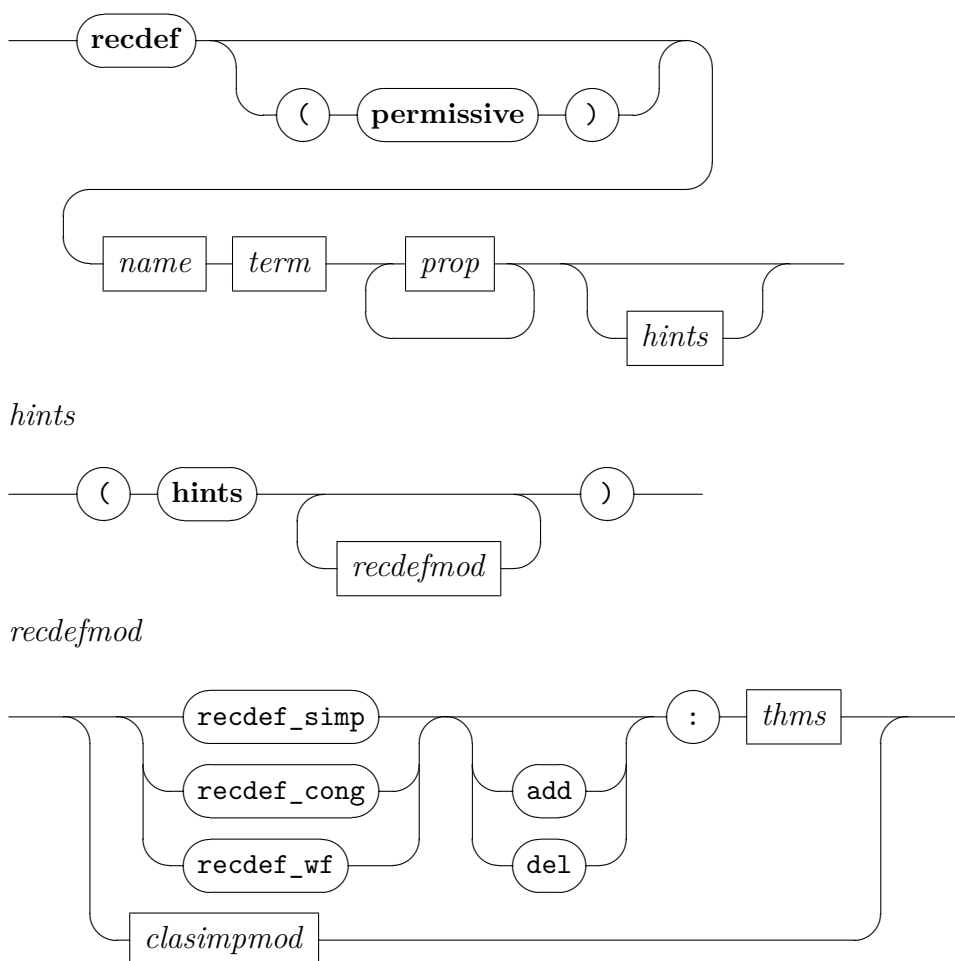 recdef
( permissive )
name term prop
hints
hints
( hints )
recdefmod
recdefmod
recdef_simp : thms
recdef_cong add
recdef_wf del
clasimpmod